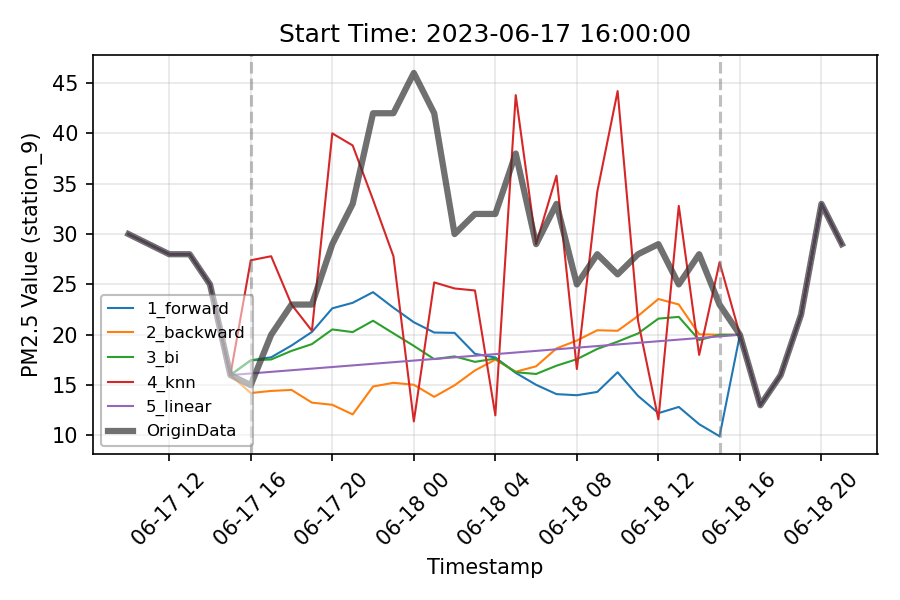 Start Time: 2023-06-17 16:00:00
PM2.5 Value (station_9)
45
40
35
30
25
20
15
10
1_forward
2_backward
3_bi
4_knn
5_linear
OriginData
06-17 12
06-17 16
06-17 20
06-18 00
06-18 04
06-18 08
06-18 12
06-18 16
06-18 20
Timestamp